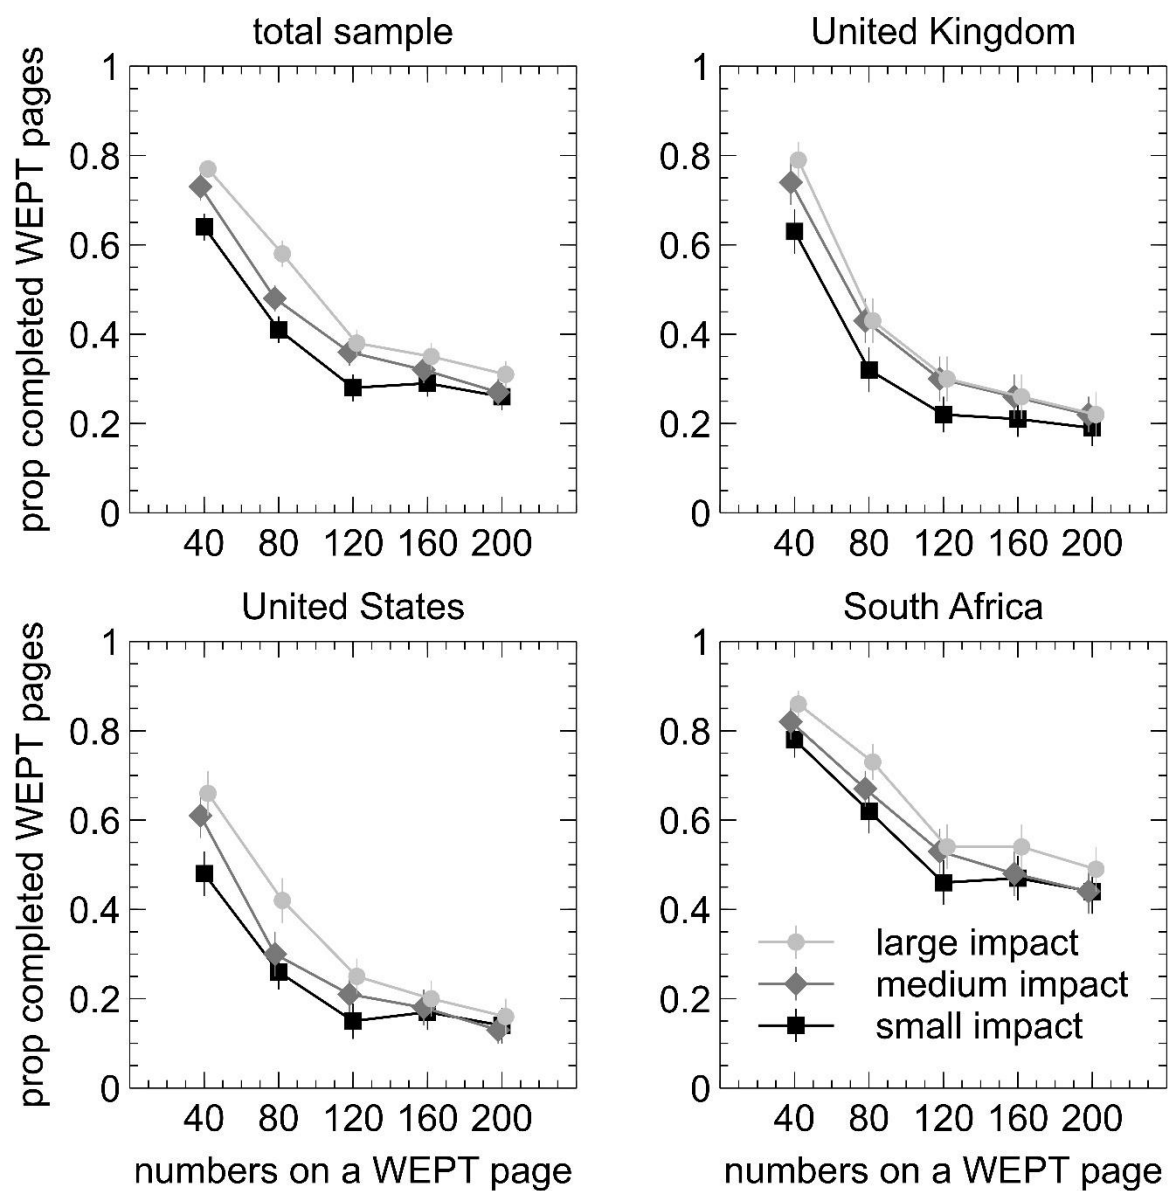 total sample
United Kingdom
prop completed WEPT pages
1
0.8
0.6
0.4
0.2
0
40 80 120 160 200
1
0.8
0.6
0.4
0.2
0
40 80 120 160 200
United States
South Africa
prop completed WEPT pages
1
0.8
0.6
0.4
0.2
0
40 80 120 160 200
numbers on a WEPT page
1
0.8
0.6
0.4
0.2
0
large impact
medium impact
small impact
40 80 120 160 200
numbers on a WEPT page